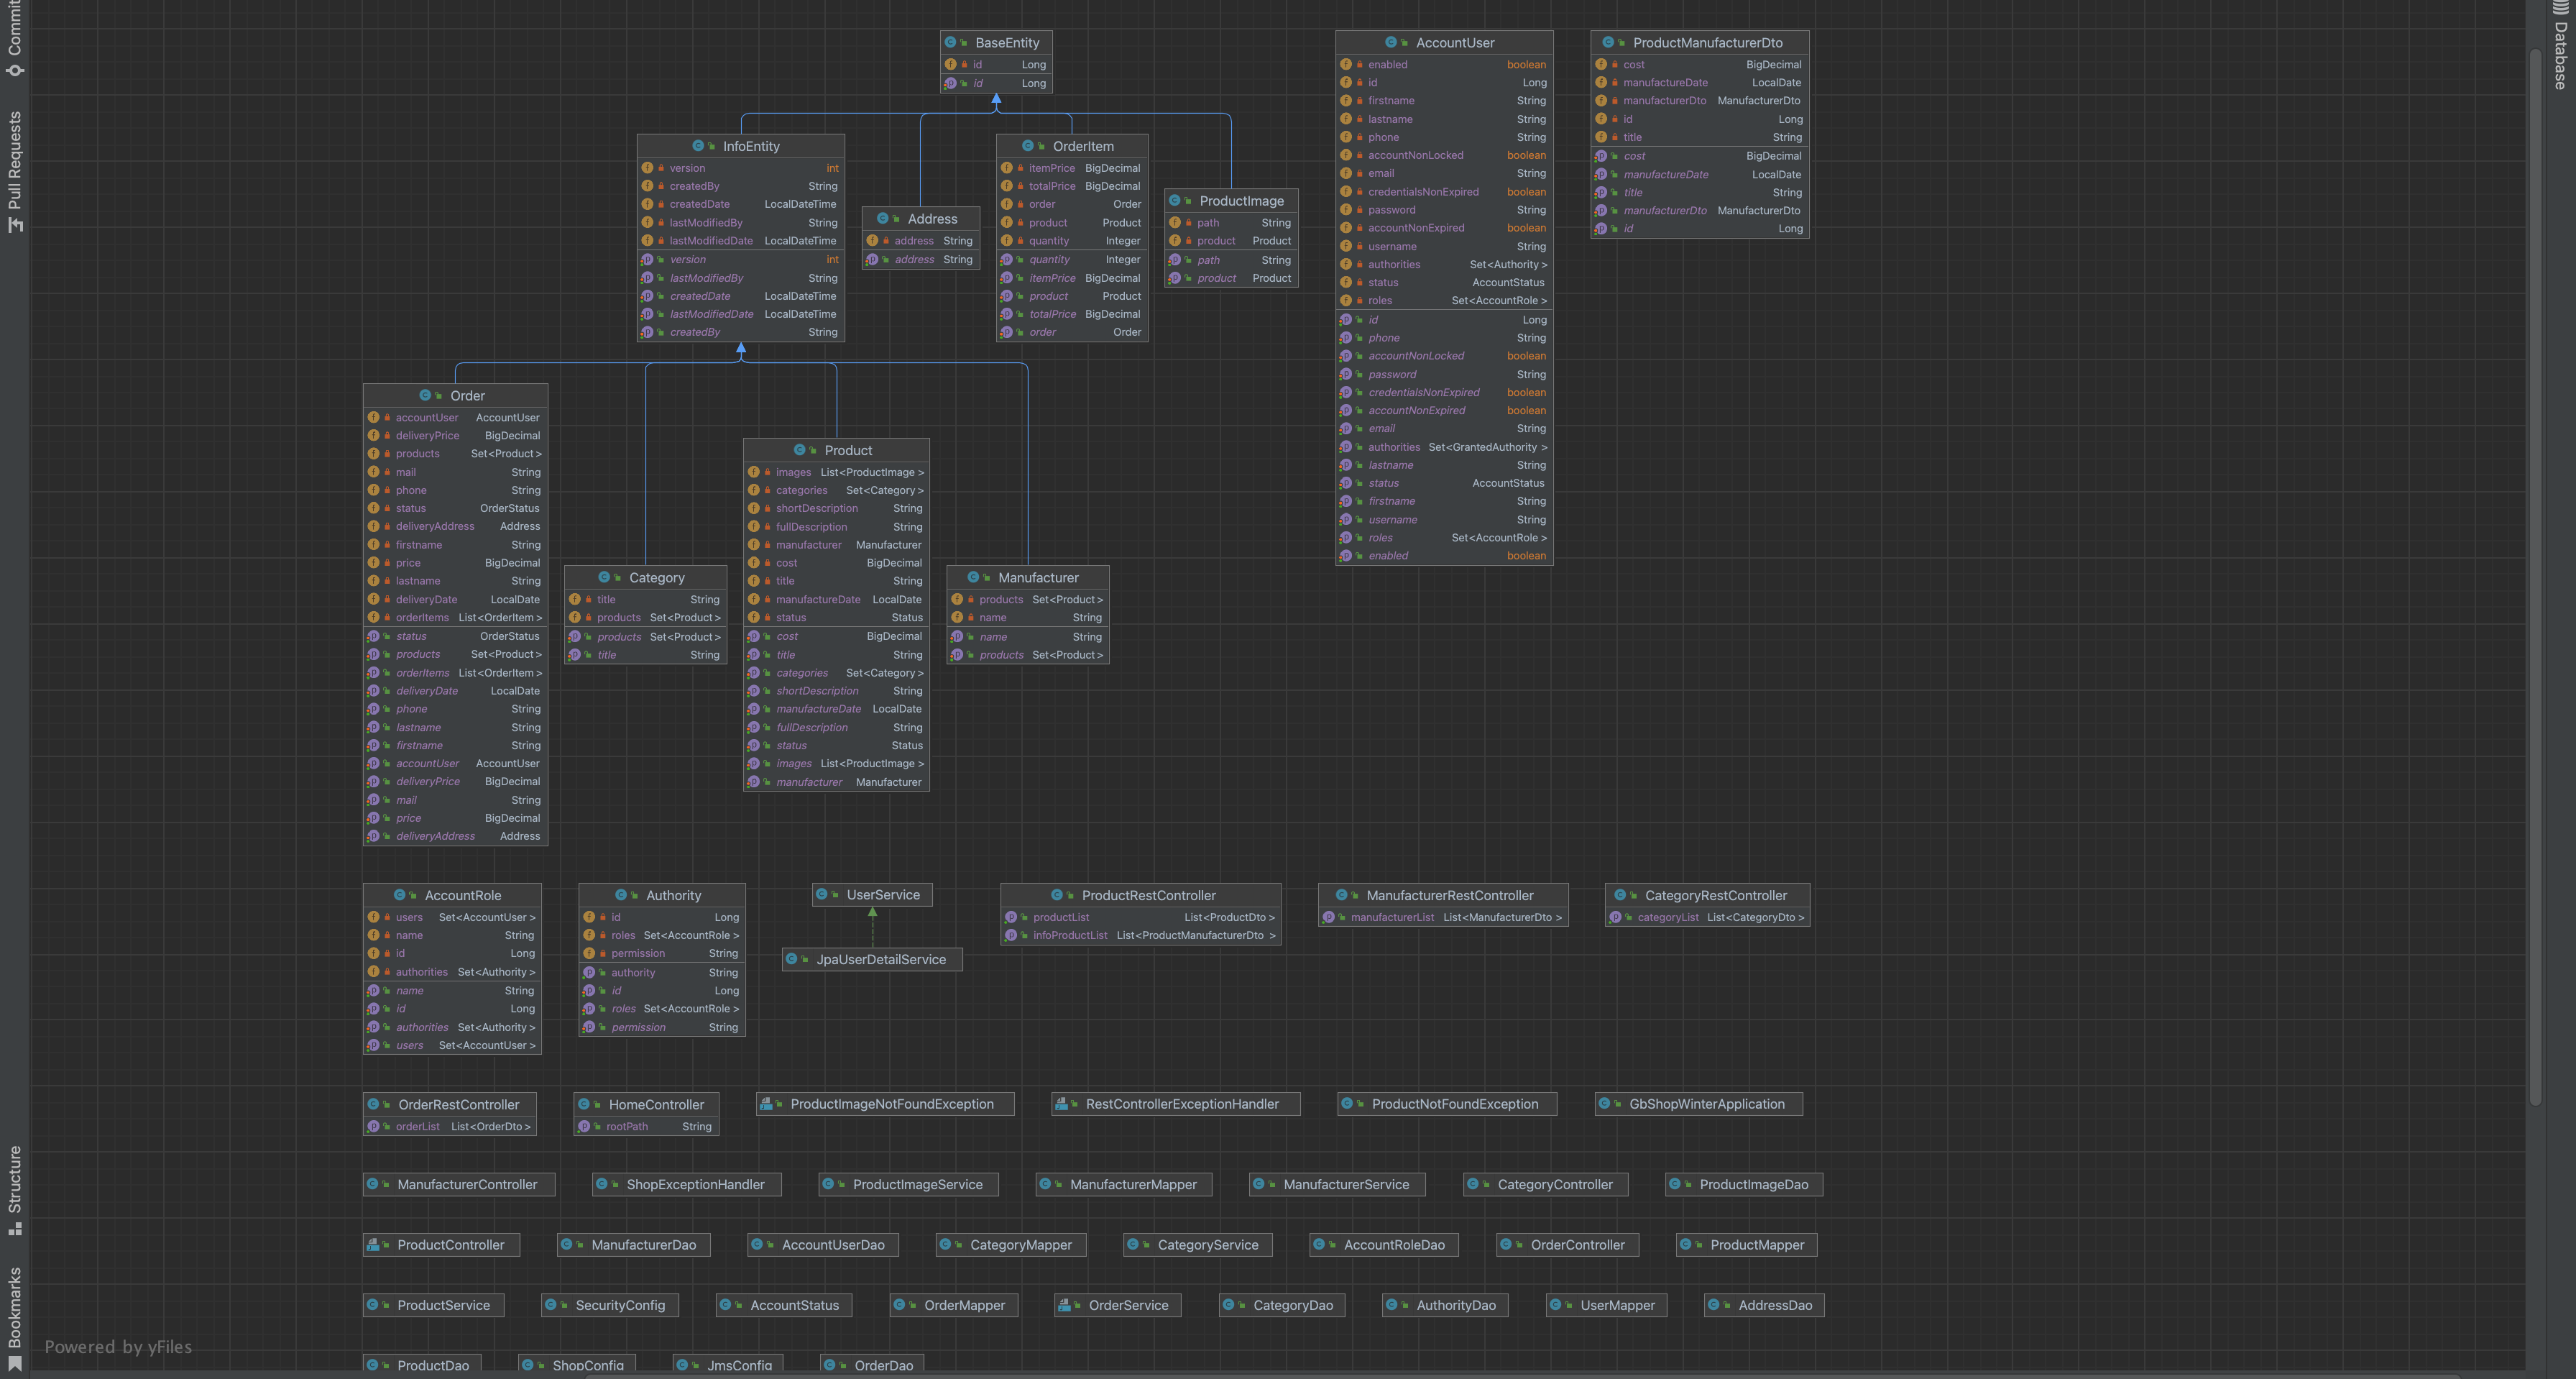 Commit
Pull Requests
Structure
Bookmarks
Database
BaseEntity
id Long
id Long
InfoEntity
version int
createdBy String
createdDate LocalDateTime
lastModifiedBy String
lastModifiedDate LocalDateTime
version int
lastModifiedBy String
createdDate LocalDateTime
lastModifiedDate LocalDateTime
createdBy String
Address
address String
address String
OrderItem
itemPrice BigDecimal
totalPrice BigDecimal
order Order
product Product
quantity Integer
quantity Integer
itemPrice BigDecimal
product Product
totalPrice BigDecimal
order Order
ProductImage
path String
product Product
path String
product Product
AccountUser
enabled boolean
id Long
firstname String
lastname String
phone String
accountNonLocked boolean
email String
credentialsNonExpired boolean
password String
accountNonExpired boolean
username String
authorities Set<Authority>
status AccountStatus
roles Set<AccountRole>
id Long
phone String
accountNonLocked boolean
password String
credentialsNonExpired boolean
accountNonExpired boolean
email String
authorities Set<GrantedAuthority>
lastname String
status AccountStatus
firstname String
username String
roles Set<AccountRole>
enabled boolean
ProductManufacturerDto
cost BigDecimal
manufactureDate LocalDate
manufacturerDto ManufacturerDto
id Long
title String
cost BigDecimal
manufactureDate LocalDate
title String
manufacturerDto ManufacturerDto
id Long
Order
accountUser AccountUser
deliveryPrice BigDecimal
products Set<Product>
mail String
phone String
status OrderStatus
deliveryAddress Address
firstname String
price BigDecimal
lastname String
deliveryDate LocalDate
orderItems List<OrderItem>
status OrderStatus
products Set<Product>
orderItems List<OrderItem>
deliveryDate LocalDate
phone String
lastname String
firstname String
accountUser AccountUser
deliveryPrice BigDecimal
mail String
price BigDecimal
deliveryAddress Address
Category
title String
products Set<Product>
products Set<Product>
title String
Product
images List<ProductImage>
categories Set<Category>
shortDescription String
fullDescription String
manufacturer Manufacturer
cost BigDecimal
title String
manufactureDate LocalDate
status Status
cost BigDecimal
title String
categories Set<Category>
shortDescription String
manufactureDate LocalDate
fullDescription String
status Status
images List<ProductImage>
manufacturer Manufacturer
Manufacturer
products Set<Product>
name String
name String
products Set<Product>
AccountRole
users Set<AccountUser>
name String
id Long
authorities Set<Authority>
name String
id Long
authorities Set<Authority>
users Set<AccountUser>
Authority
id Long
roles Set<AccountRole>
permission String
authority String
id Long
roles Set<AccountRole>
permission String
UserService
JpaUserDetailService
ProductRestController
productList List<ProductDto>
infoProductList List<ProductManufacturerDto>
ManufacturerRestController
manufacturerList List<ManufacturerDto>
CategoryRestController
categoryList List<CategoryDto>
OrderRestController
orderList List<OrderDto>
HomeController
rootPath String
ProductImageNotFoundException
RestControllerExceptionHandler
ProductNotFoundException
GbShopWinterApplication
ManufacturerController
ShopExceptionHandler
ProductImageService
ManufacturerMapper
ManufacturerService
CategoryController
ProductImageDao
ProductController
ManufacturerDao
AccountUserDao
CategoryMapper
CategoryService
AccountRoleDao
OrderController
ProductMapper
ProductService
SecurityConfig
AccountStatus
OrderMapper
OrderService
CategoryDao
AuthorityDao
UserMapper
AddressDao
Powered by yFiles
ProductDao
ShopConfig
JmsConfig
OrderDao